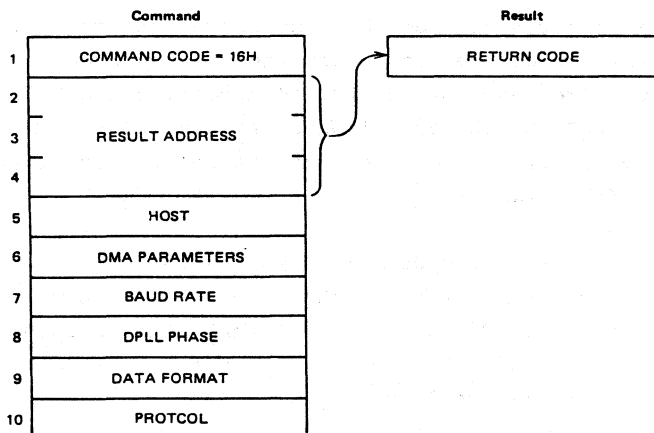 Command
Result
1 COMMAND CODE = 16H
RETURN CODE
2
3 RESULT ADDRESS
4
5 HOST
6 DMA PARAMETERS
7 BAUD RATE
8 DPLL PHASE
9 DATA FORMAT
10 PROTCOL